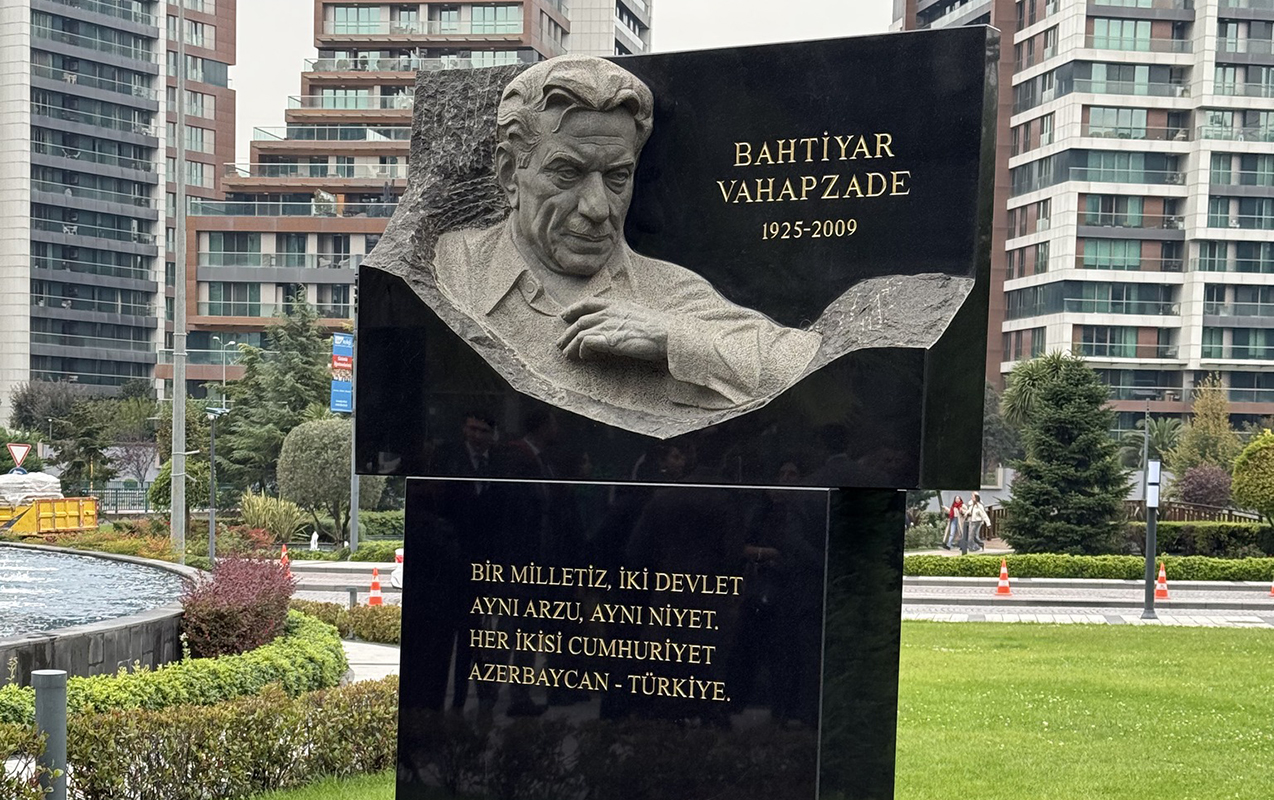 BAHTİYAR
VAHAPZADE
1925-2009
BİR MİLLETİZ, İKİ DEVLET
AYNI ARZU, AYNI NİYET.
HER İKİSİ CUMHURİYET
AZERBAYCAN - TÜRKİYE.